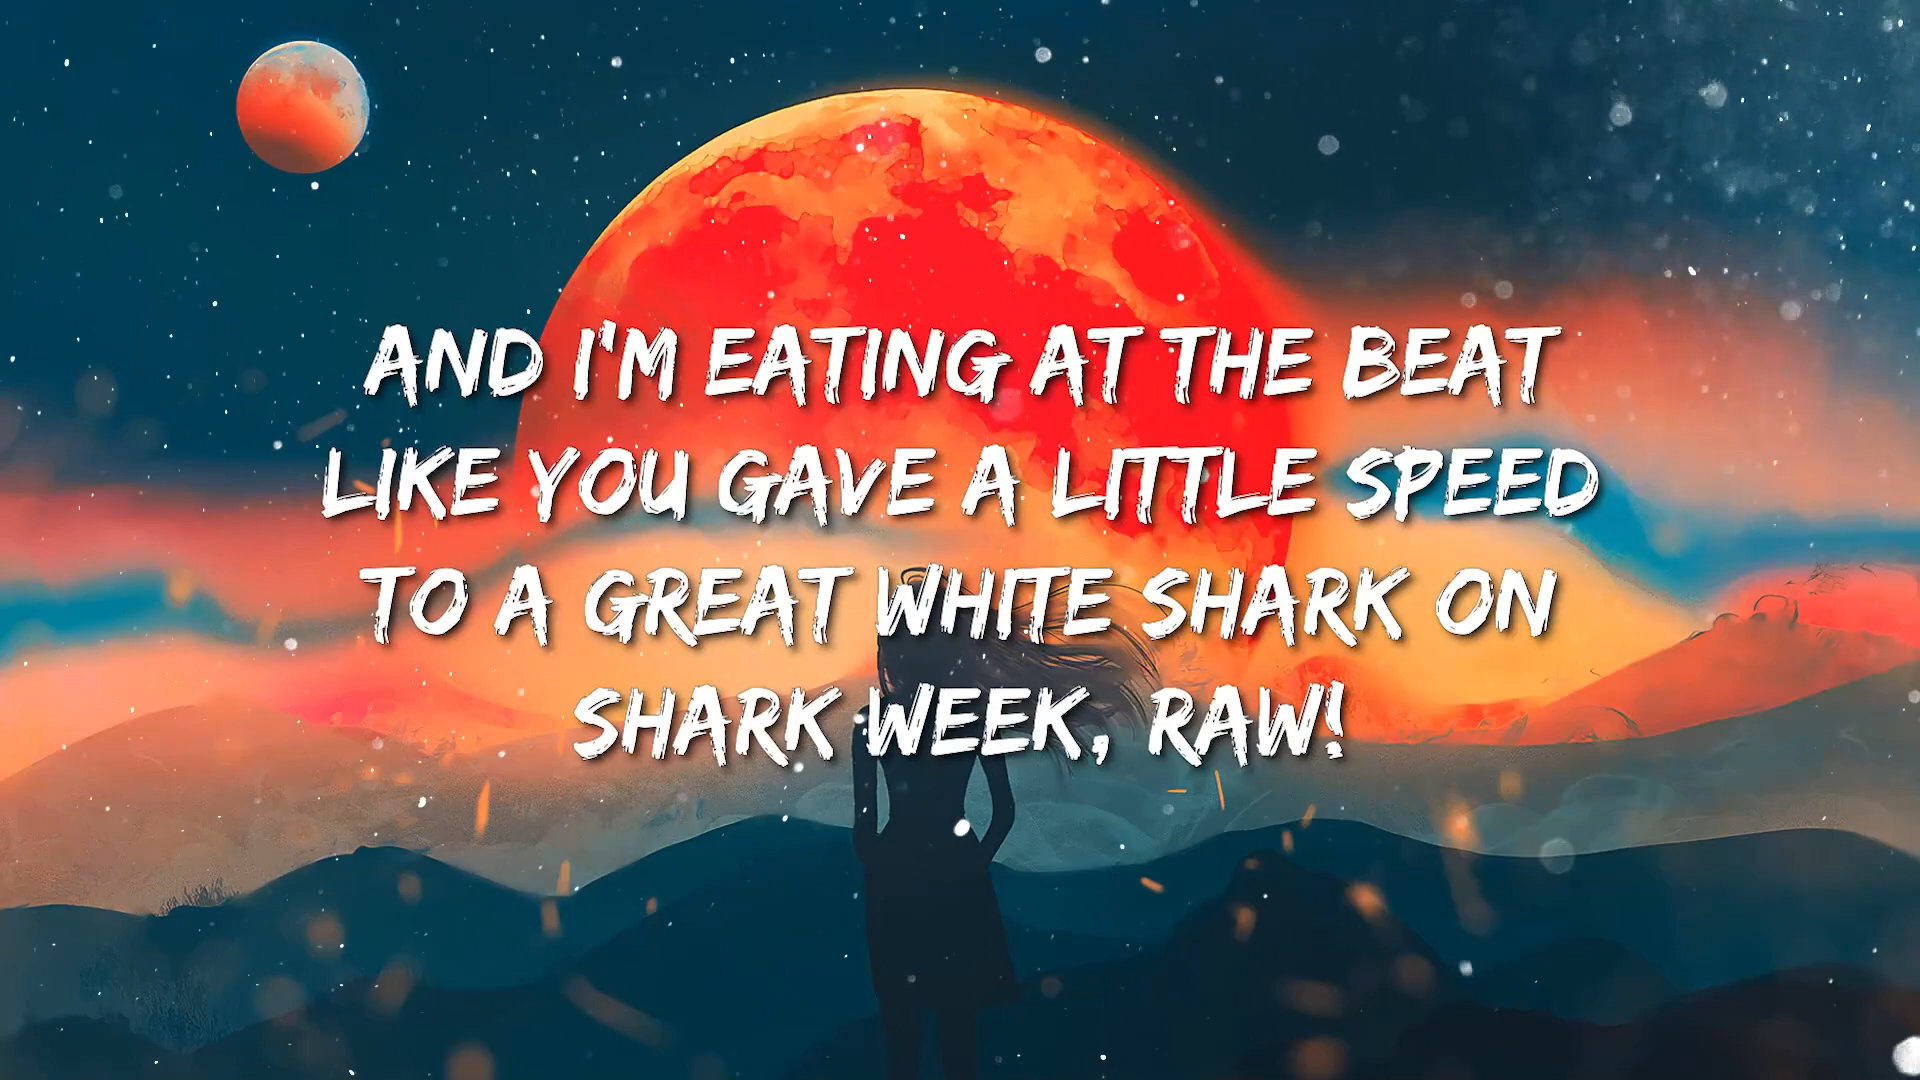 AND I'M EATING AT THE BEAT
LIKE YOU GAVE A LITTLE SPEED
TO A GREAT WHITE SHARK ON
SHARK WEEK, RAW!